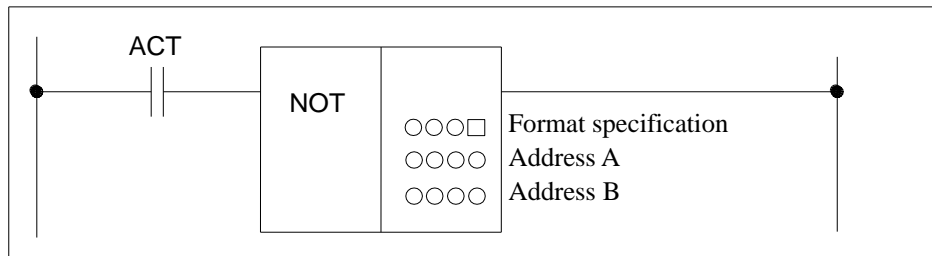 ACT
NOT
○○○□ Format specification
○○○○ Address A
○○○○ Address B